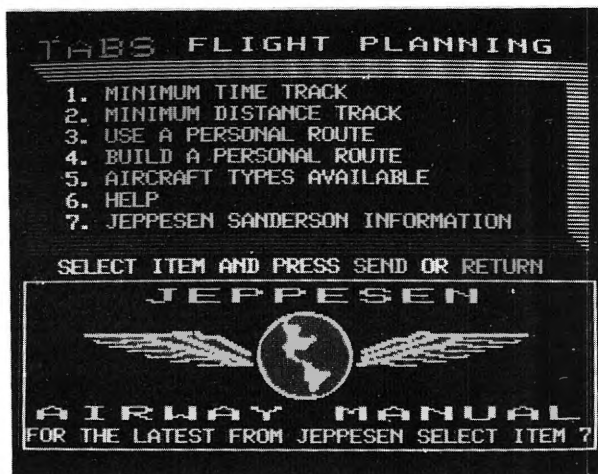 TABS FLIGHT PLANNING
1. MINIMUM TIME TRACK
2. MINIMUM DISTANCE TRACK
3. USE A PERSONAL ROUTE
4. BUILD A PERSONAL ROUTE
5. AIRCRAFT TYPES AVAILABLE
6. HELP
7. JEPPESEN SANDERSON INFORMATION
SELECT ITEM AND PRESS SEND OR RETURN
JEPPESEN
AIRWAY MANUAL
FOR THE LATEST FROM JEPPESEN SELECT ITEM 7